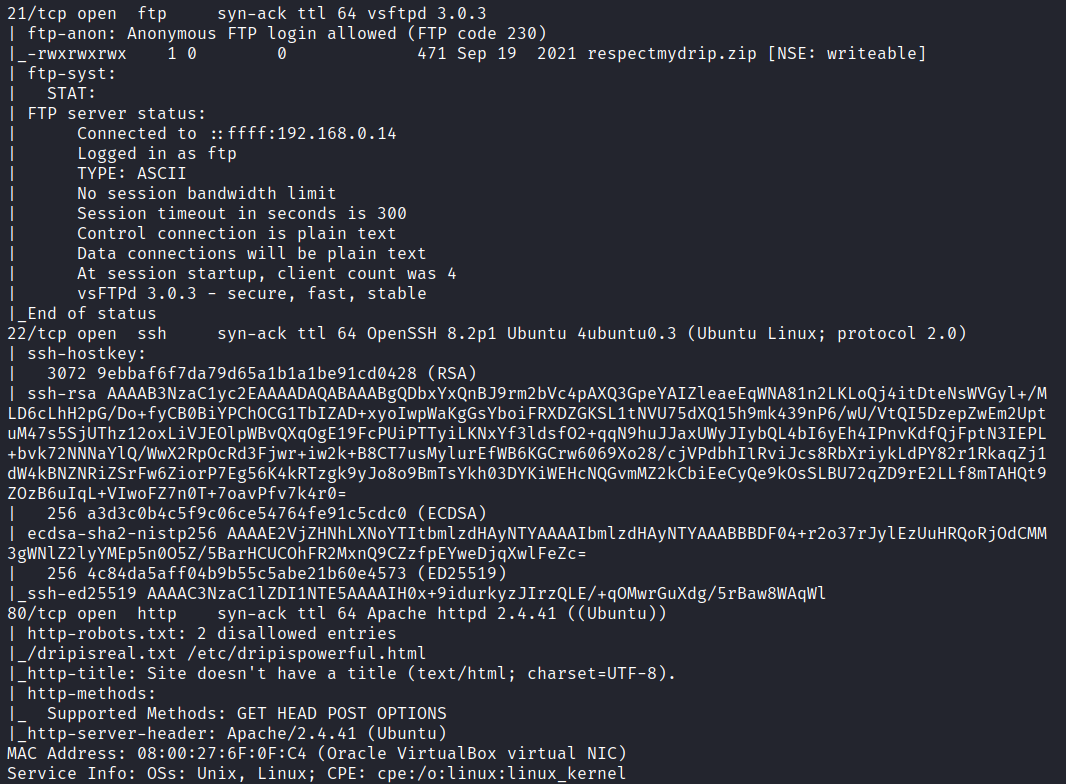 21/tcp open  ftp     syn-ack ttl 64 vsftpd 3.0.3
| ftp-anon: Anonymous FTP login allowed (FTP code 230)
|_-rwxrwxrwx    1 0        0             471 Sep 19  2021 respectmydrip.zip [NSE: writeable]
| ftp-syst:
|   STAT:
| FTP server status:
|      Connected to ::ffff:192.168.0.14
|      Logged in as ftp
|      TYPE: ASCII
|      No session bandwidth limit
|      Session timeout in seconds is 300
|      Control connection is plain text
|      Data connections will be plain text
|      At session startup, client count was 4
|      vsFTPd 3.0.3 - secure, fast, stable
|_End of status
22/tcp open  ssh     syn-ack ttl 64 OpenSSH 8.2p1 Ubuntu 4ubuntu0.3 (Ubuntu Linux; protocol 2.0)
| ssh-hostkey:
|   3072 9ebbaf6f7da79d65a1b1a1be91cd0428 (RSA)
| ssh-rsa AAAAB3NzaC1yc2EAAAADAQABAAABgQDbxYxQnBJ9rm2bVc4pAXQ3GpeYAIZleaeEqWNA81n2LKLoQj4itDteNsWVGyl+/M
LD6cLhH2pG/Do+fyCB0BiYPChOCG1TbIZAD+xyoIwpWaKgGsYboiFRXDZGKSL1tNVU75dXQ15h9mk439nP6/wU/VtQI5DzepZwEm2Upt
uM47s5SjUThz12oxLiVJEOlpWBvQXqOgE19FcPUiPTTyiLKNxYf3ldsfO2+qqN9huJJaxUWyJIybQL4bI6yEh4IPnvKdfQjFptN3IEPL
+bvk72NNNaYlQ/WwX2RpOcRd3Fjwr+iw2k+B8CT7usMylurEfWB6KGCrw6069Xo28/cjVPdbhIlRviJcs8RbXriykLdPY82r1RkaqZj1
dW4kBNZNRiZSrFw6ZiorP7Eg56K4kRTzgk9yJo8o9BmTsYkh03DYKiWEHcNQGvmMZ2kCbiEeCyQe9kOsSLBU72qZD9rE2LLf8mTAHQt9
ZOzB6uIqL+VIwoFZ7n0T+7oavPfv7k4r0=
|   256 a3d3c0b4c5f9c06ce54764fe91c5cdc0 (ECDSA)
| ecdsa-sha2-nistp256 AAAAE2VjZHNhLXNoYTItbmlzdHAyNTYAAAAIbmlzdHAyNTYAAABBBDF04+r2o37rJylEzUuHRQoRjOdCMM
3gWNlZ2lyYMEp5n0O5Z/5BarHCUCOhFR2MxnQ9CZzfpEYweDjqXwlFeZc=
|   256 4c84da5aff04b9b55c5abe21b60e4573 (ED25519)
|_ssh-ed25519 AAAAC3NzaC1lZDI1NTE5AAAAIH0x+9idurkyzJIrzQLE/+qOMwrGuXdg/5rBaw8WAqWl
80/tcp open  http    syn-ack ttl 64 Apache httpd 2.4.41 ((Ubuntu))
| http-robots.txt: 2 disallowed entries
|_/dripisreal.txt /etc/dripispowerful.html
|_http-title: Site doesn't have a title (text/html; charset=UTF-8).
| http-methods:
|_  Supported Methods: GET HEAD POST OPTIONS
|_http-server-header: Apache/2.4.41 (Ubuntu)
MAC Address: 08:00:27:6F:0F:C4 (Oracle VirtualBox virtual NIC)
Service Info: OSs: Unix, Linux; CPE: cpe:/o:linux:linux_kernel